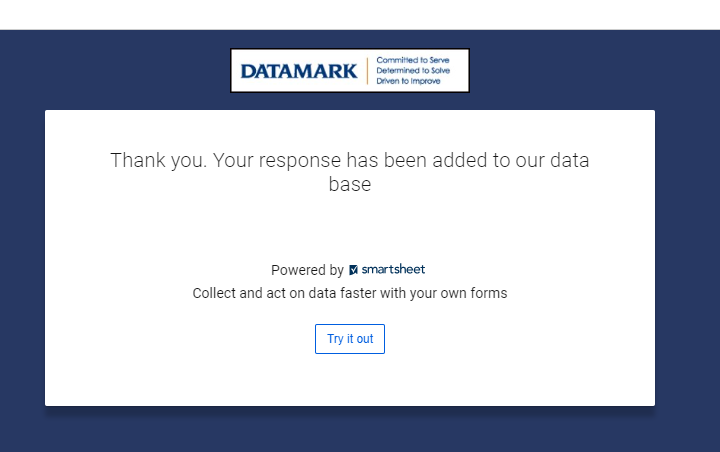 DATAMARK
Committed to Serve
Determined to Solve
Driven to Improve
Thank you. Your response has been added to our data
base
Powered by smartsheet
Collect and act on data faster with your own forms
Try it out